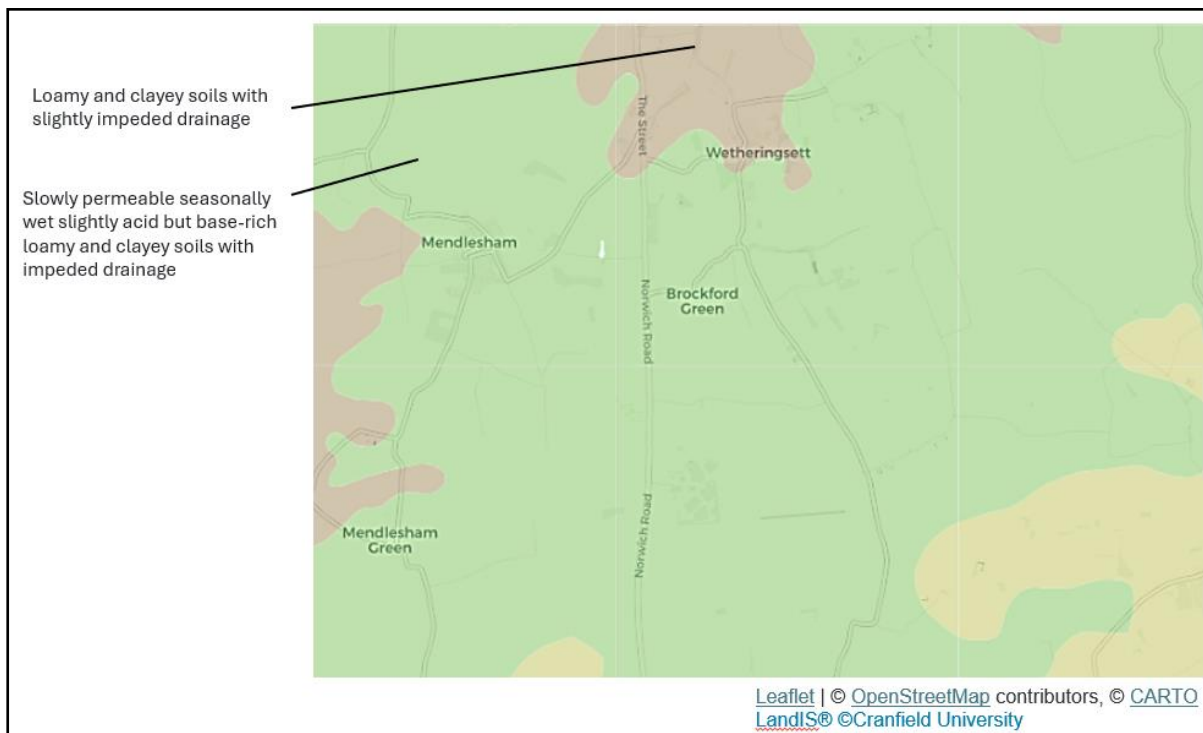 Loamy and clayey soils with
slightly impeded drainage
Slowly permeable seasonally
wet slightly acid but base-rich
loamy and clayey soils with
impeded drainage
The Street
Wetheringsett
Mendlesham
Brockford
Green
Norwich Road
Norwich Road
Mendlesham
Green
Leaflet | © OpenStreetMap contributors, © CARTO
LandIS® ©Cranfield University